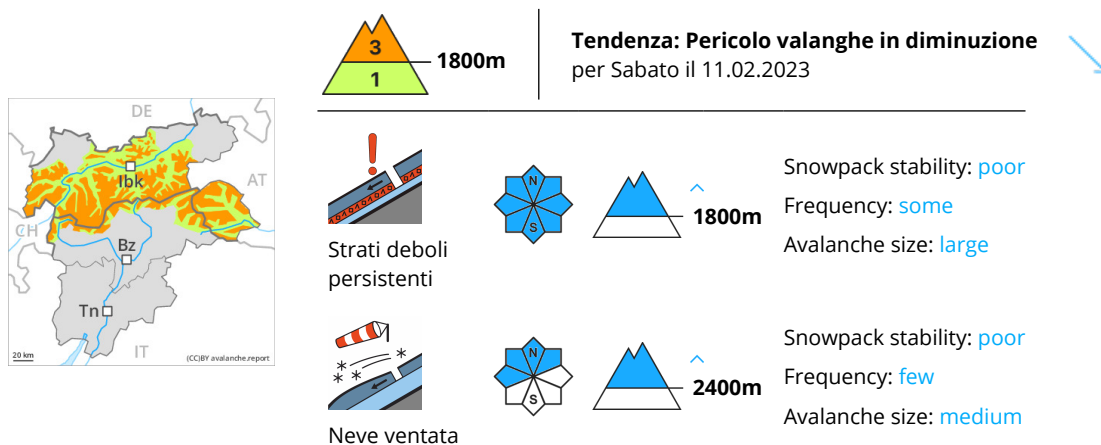 3
1
1800m
Tendenza: Pericolo valanghe in diminuzione
per Sabato il 11.02.2023
DE
Ibk
AT
CH
Bz
Tn
IT
20 km
(CC)BY avalanche.report
Strati deboli
persistenti
N
S
1800m
Snowpack stability: poor
Frequency: some
Avalanche size: large
Neve ventata
N
S
2400m
Snowpack stability: poor
Frequency: few
Avalanche size: medium